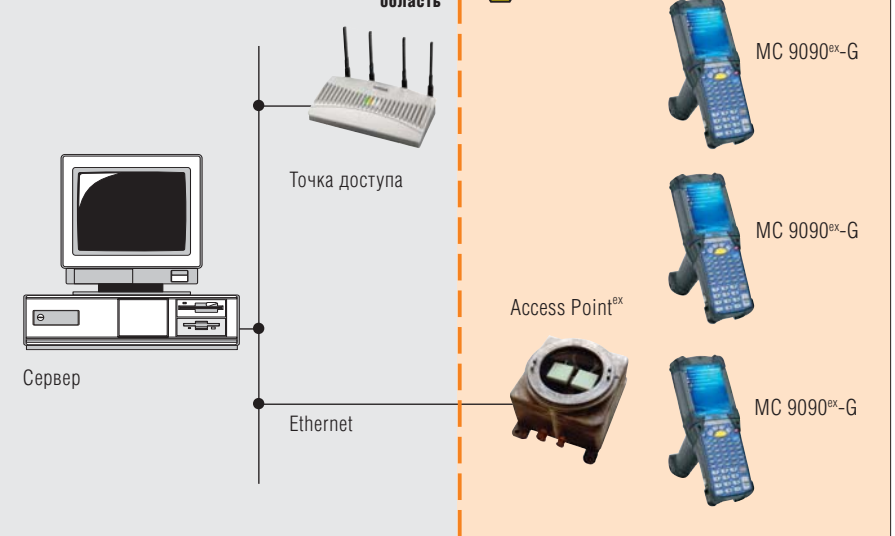 область
MC 9090ex-G
Точка доступа
MC 9090ex-G
Access Pointex
Сервер
MC 9090ex-G
Ethernet